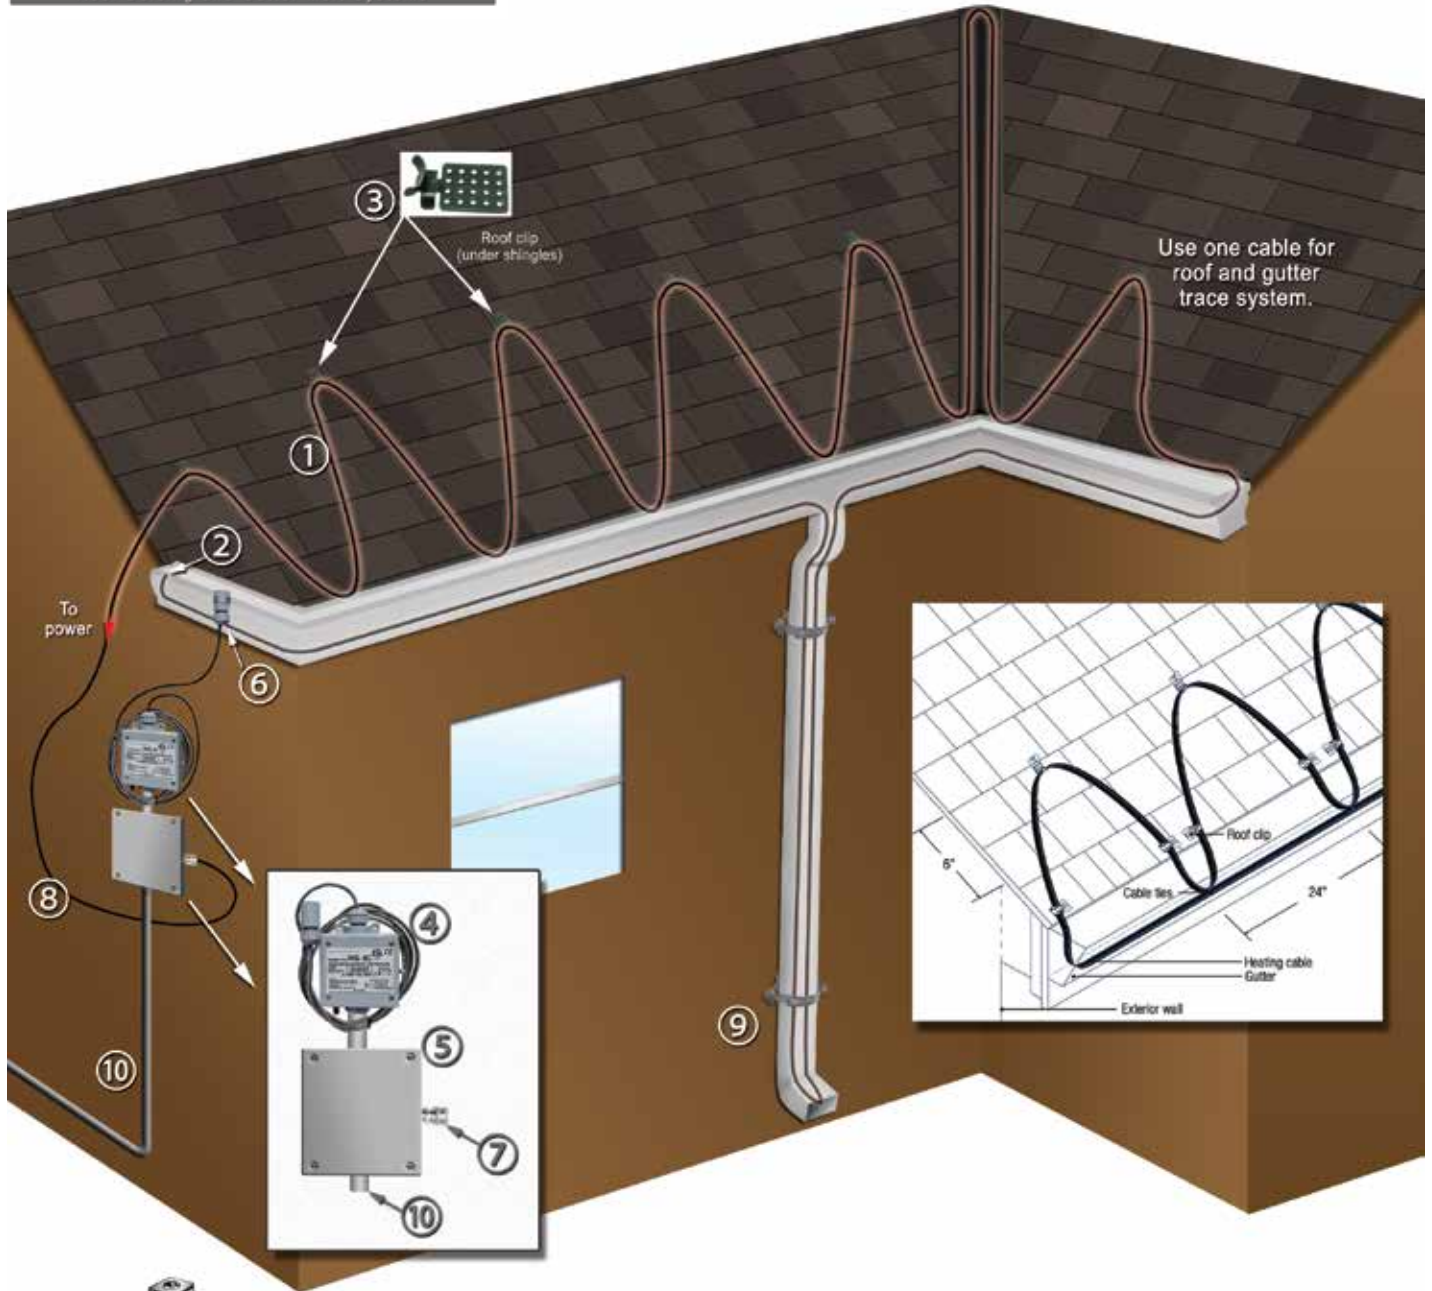 ③
Roof clip
(under shingles)
Use one cable for
roof and gutter
trace system.
①
②
To
power
⑥
⑧
④
⑤
⑨
⑩
⑦
⑩
6"
Roof clip
Cable ties
24"
Heating cable
Gutter
Exterior wall